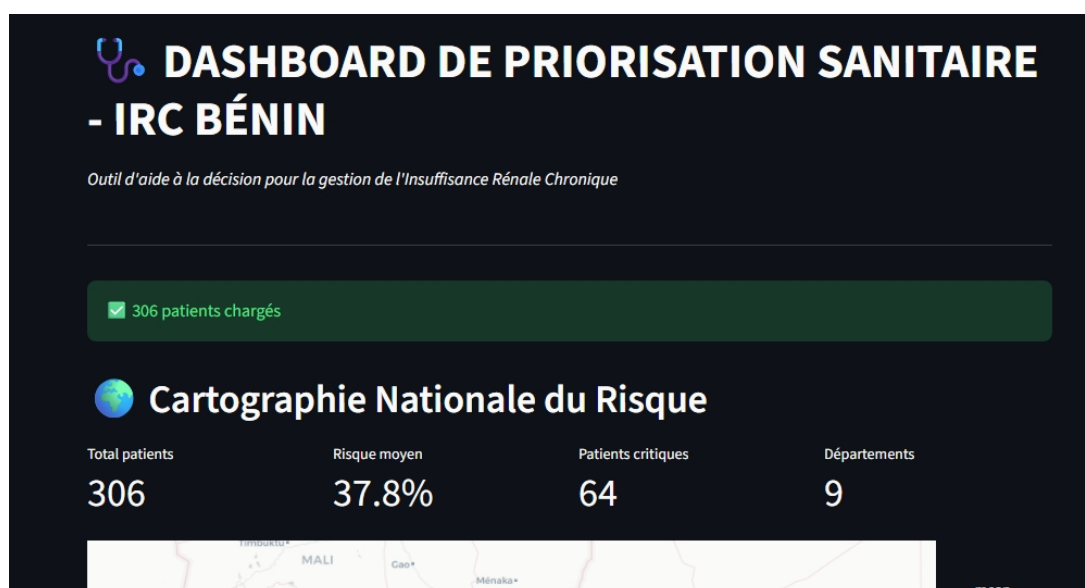 DASHBOARD DE PRIORISATION SANITAIRE
- IRC BÉNIN
Outil d'aide à la décision pour la gestion de l'Insuffisance Rénale Chronique
306 patients chargés
Cartographie Nationale du Risque
Total patients
306
Risque moyen
37.8%
Patients critiques
64
Départements
9
Timbuktu
MALI
Gao
Ménaka